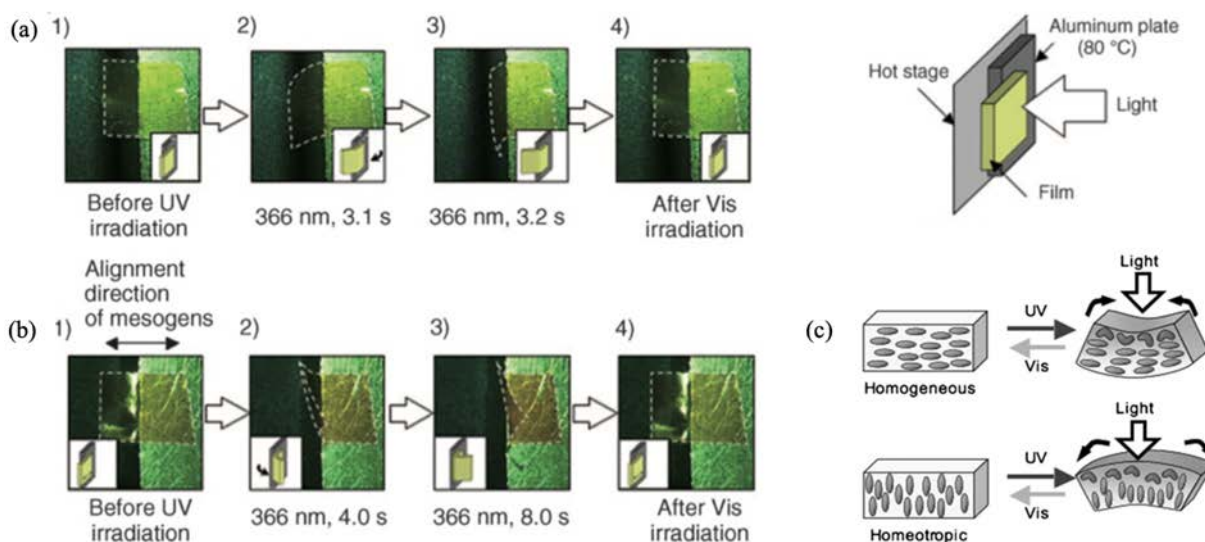 (a)
1)
2)
3)
4)
Before UV
irradiation
366 nm, 3.1 s
366 nm, 3.2 s
After Vis
irradiation
Aluminum plate
(80 °C)
Hot stage
Light
Film
Alignment
direction
of mesogens
(b)
1)
2)
3)
4)
Before UV
irradiation
366 nm, 4.0 s
366 nm, 8.0 s
After Vis
irradiation
(c)
Light
UV
Vis
Homogeneous
Light
UV
Vis
Homeotropic